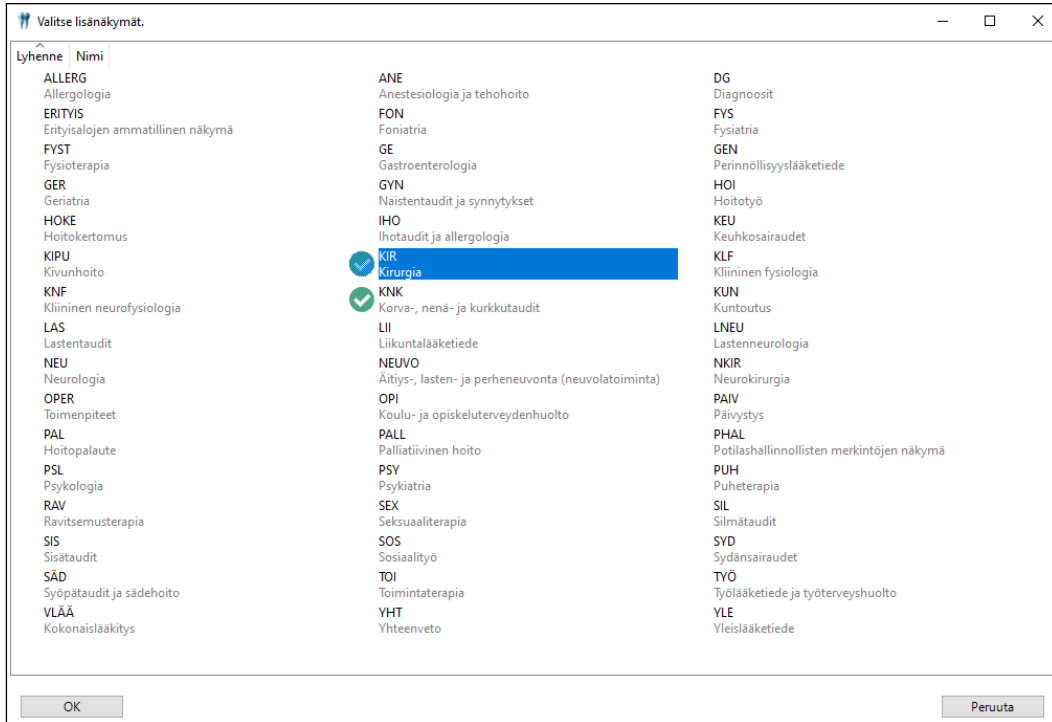 Valitse lisänäkymät.
Lyhenne Nimi
ALLERG ANE DG
Allergologia Anestesiologia ja tehohoito Diagnoosit
ERITYIS FON FYS
Erityisalojen ammatillinen näkymä Foniatria Fysiatria
FYST GE GEN
Fysioterapia Gastroenterologia Perinnöllisyyslääketiede
GER GYN HOI
Geriatria Naistentaudit ja synnytykset Hoitotyö
HOKE IHO KEU
Hoitokertomus Ihotaudit ja allergologia Keuhkosairaudet
KIPU KIR KLF
Kivunhoito Kirurgia Kliininen fysiologia
KNF KNK KUN
Kliininen neurofysiologia Korva-, nenä- ja kurkkutaudit Kuntoutus
LAS LII LNEU
Lastentaudit Liikuntalääketiede Lastenneurologia
NEU NEUVO NKIR
Neurologia Äitiys-, lasten- ja perheneuvonta (neuvolatoiminta) Neurokirurgia
OPER OPI PAIV
Toimenpiteet Koulu- ja opiskeluterveydenhuolto Päivystys
PAL PALL PHAL
Hoitopalaute Palliatiivinen hoito Potilashallinnollisten merkintöjen näkymä
PSL PSY PUH
Psykologia Psykiatria Puheterapia
RAV SEX SIL
Ravitsemusterapia Seksuaaliterapia Silmätaudit
SIS SOS SYD
Sisätaudit Sosiaalityö Sydänsairaudet
SÄD TOI TYÖ
Syöpätaudit ja sädehoito Toimintaterapia Työlääketiede ja työterveyshuolto
VLÄÄ YHT YLE
Kokonaislääkitys Yhteenveto Yleislääketiede
OK Peruuta